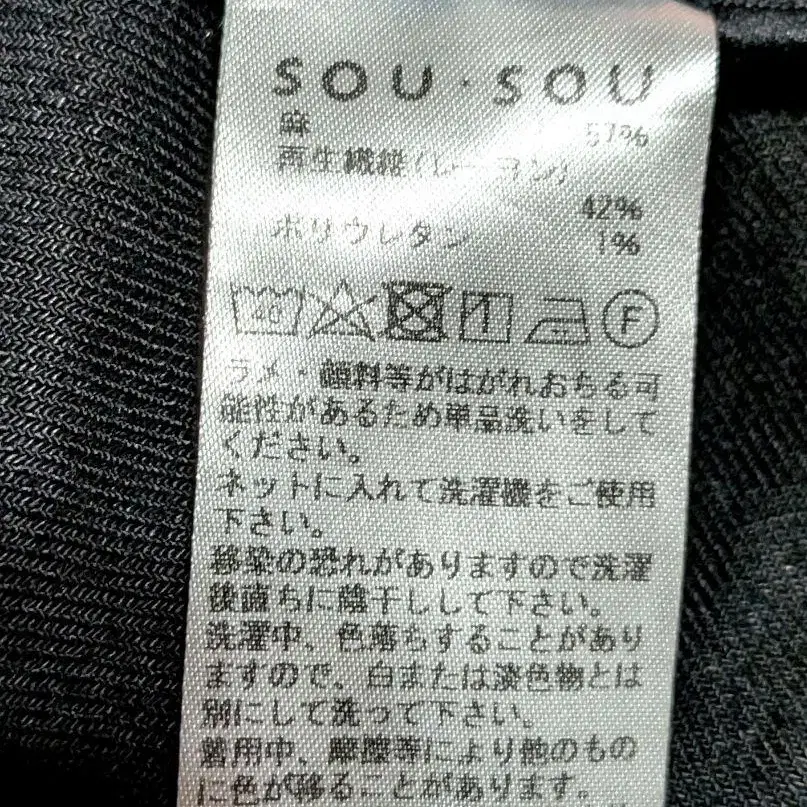 SOU・SOU
麻 57%
再生繊維(レーヨン)
42%
ポリウレタン 1%
40 F
ラメ・顔料等がはがれおちる可
能性があるため単品洗いをして
ください。
ネットに入れて洗濯機をご使用
下さい。
移染の恐れがありますので洗濯
後直ちに陰干しして下さい。
洗濯中、色落ちすることがあり
ますので、白または淡色物とは
別にして洗って下さい。
着用中、摩擦等により他のもの
に色が移ることがあります。